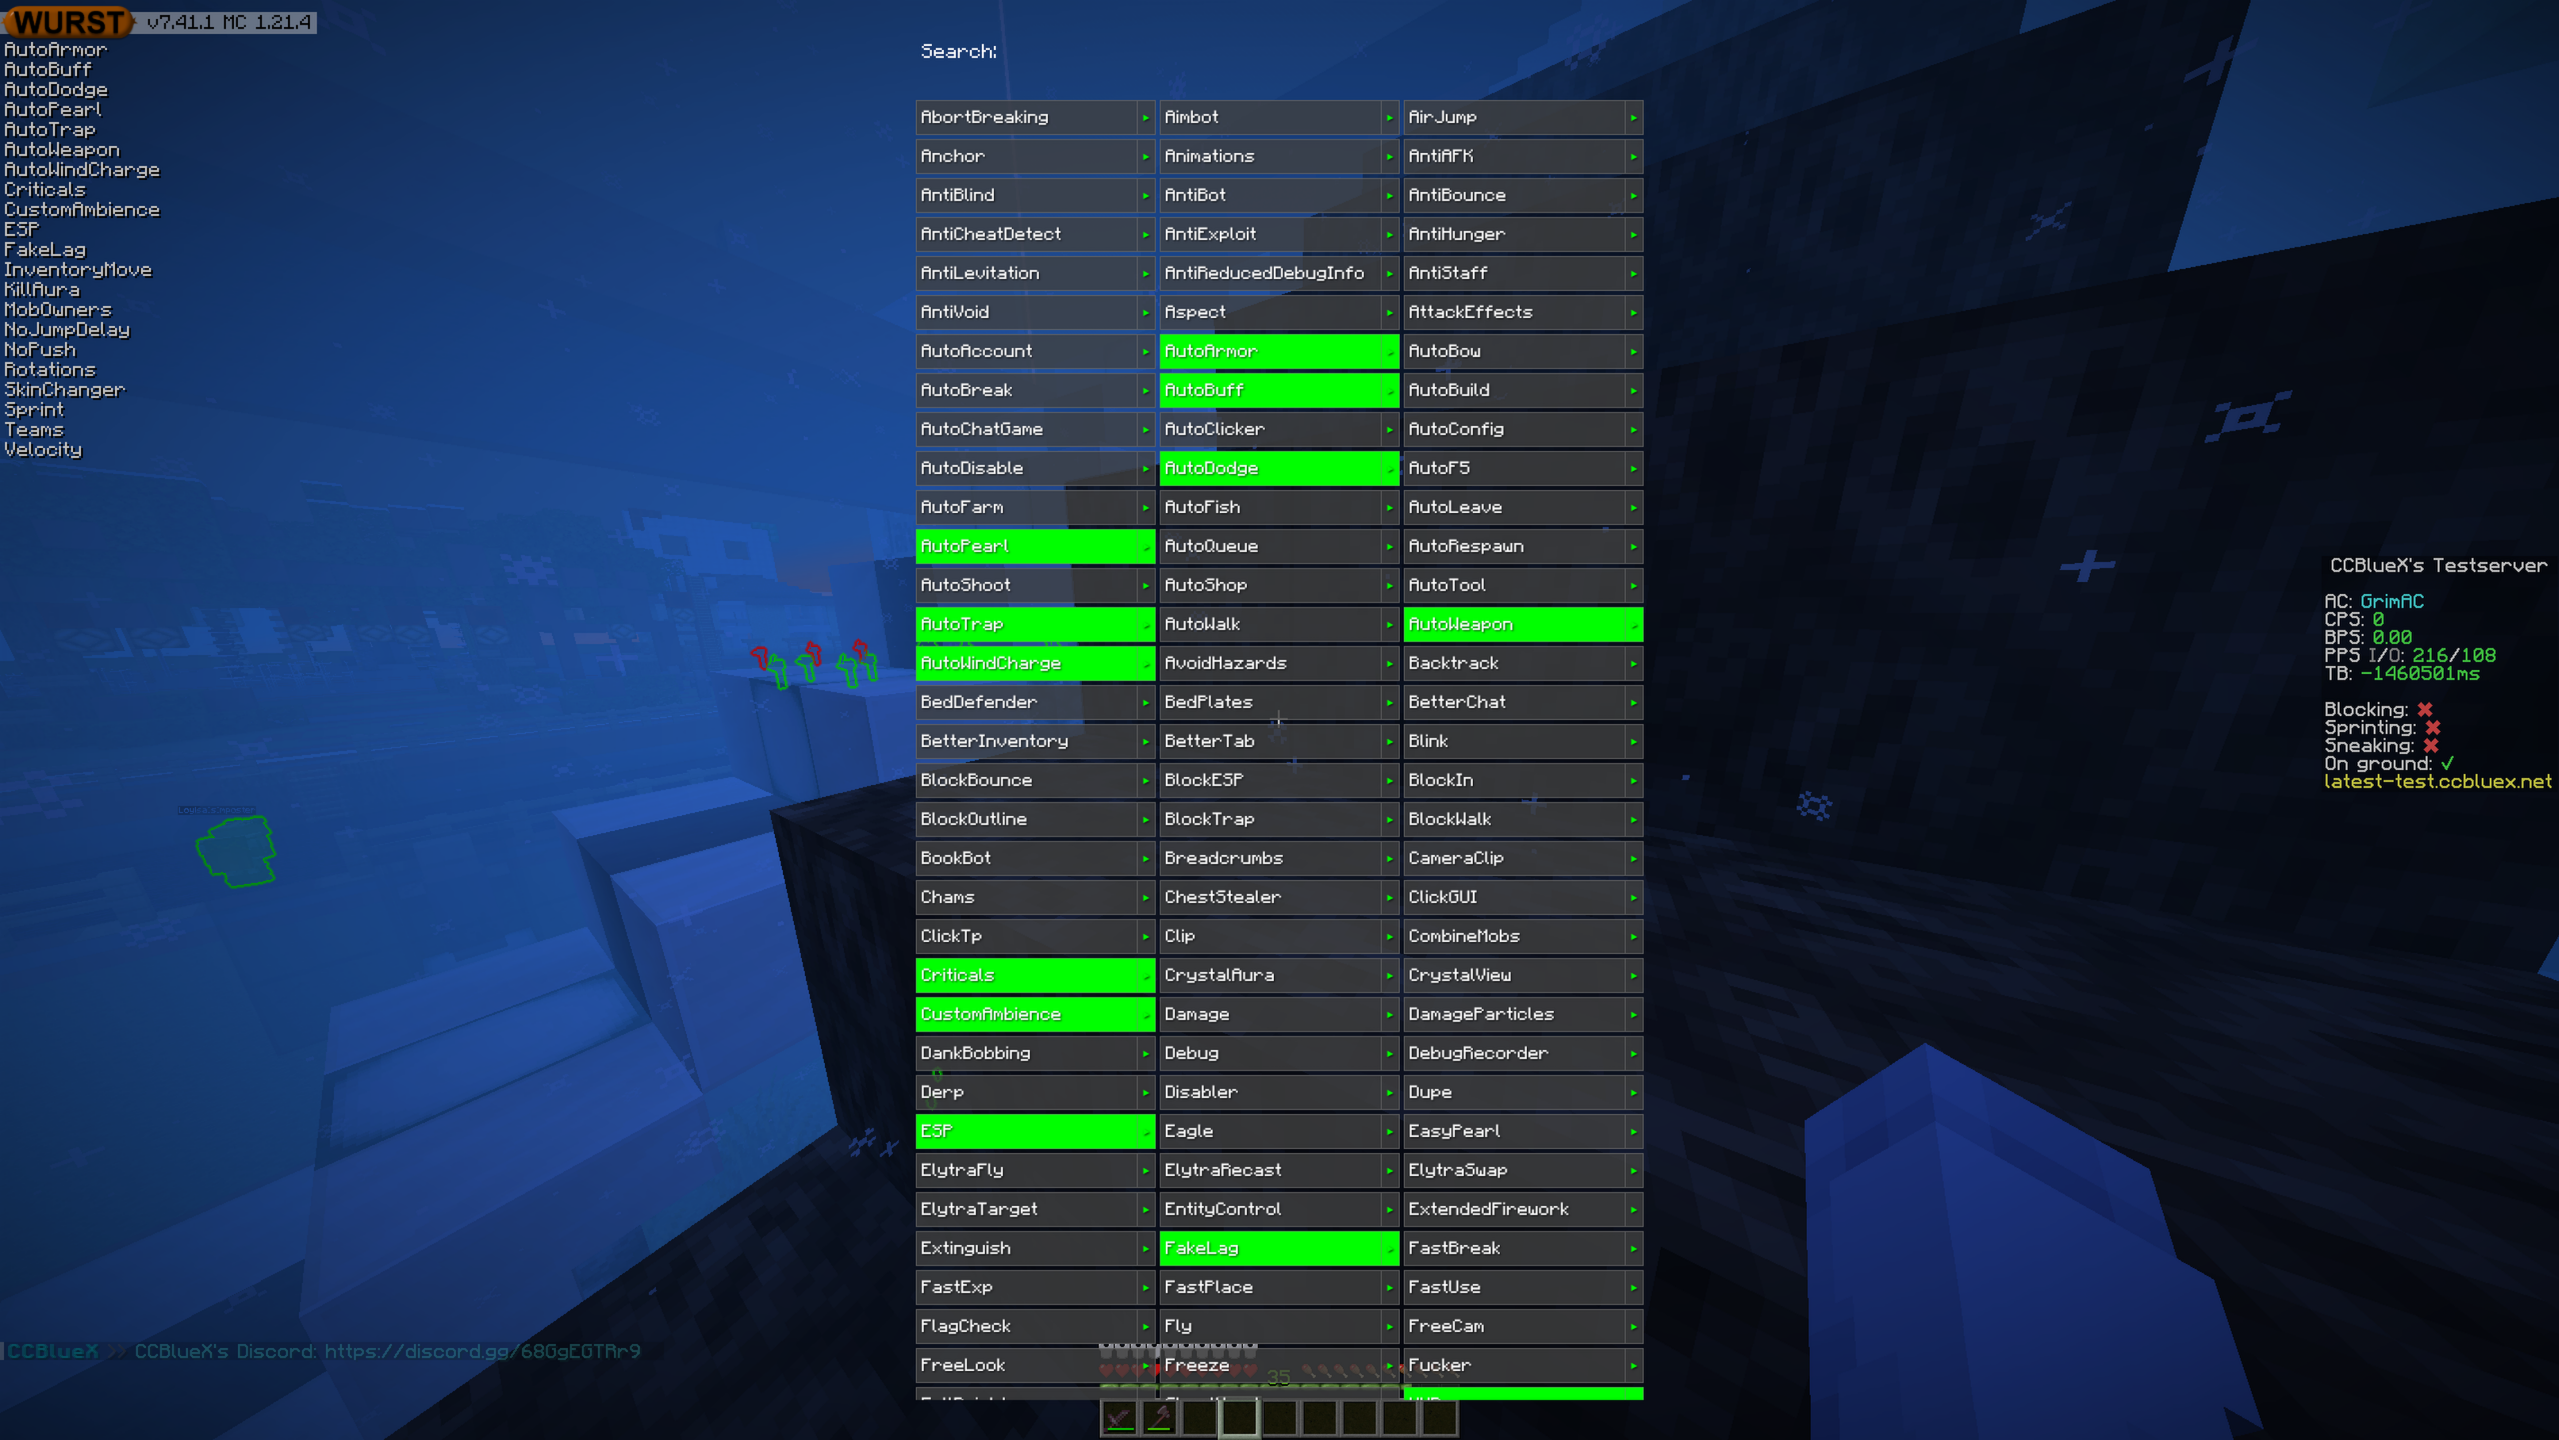 WURST v7.41.1 MC 1.21.4
AutoArmor
AutoBuff
AutoDodge
AutoPearl
AutoTrap
AutoWeapon
AutoWindCharge
Criticals
CustomAmbience
ESP
FakeLag
InventoryMove
KillAura
MobOwners
NoJumpDelay
NoPush
Rotations
SkinChanger
Sprint
Teams
Velocity
Search:
AbortBreaking Aimbot AirJump
Anchor Animations AntiAFK
AntiBlind AntiBot AntiBounce
AntiCheatDetect AntiExploit AntiHunger
AntiLevitation AntiReducedDebugInfo AntiStaff
AntiVoid Aspect AttackEffects
AutoAccount AutoArmor AutoBow
AutoBreak AutoBuff AutoBuild
AutoChatGame AutoClicker AutoConfig
AutoDisable AutoDodge AutoF5
AutoFarm AutoFish AutoLeave
AutoPearl AutoQueue AutoRespawn
AutoShoot AutoShop AutoTool
AutoTrap AutoWalk AutoWeapon
AutoWindCharge AvoidHazards Backtrack
BedDefender BedPlates BetterChat
BetterInventory BetterTab Blink
BlockBounce BlockESP BlockIn
BlockOutline BlockTrap BlockWalk
BookBot Breadcrumbs CameraClip
Chams ChestStealer ClickGUI
ClickTp Clip CombineMobs
Criticals CrystalAura CrystalView
CustomAmbience Damage DamageParticles
DankBobbing Debug DebugRecorder
Derp Disabler Dupe
ESP Eagle EasyPearl
ElytraFly ElytraRecast ElytraSwap
ElytraTarget EntityControl ExtendedFirework
Extinguish FakeLag FastBreak
FastExp FastPlace FastUse
FlagCheck Fly FreeCam
FreeLook Freeze Fucker
35
CCBlueX's Testserver
AC: GrimAC
CPS: 0
BPS: 0.00
PPS I/O: 216/108
TB: -1460501ms
Blocking: ✖
Sprinting: ✖
Sneaking: ✖
On ground: ✓
latest-test.ccbluex.net
CCBlueX >> CCBlueX's Discord: https://discord.gg/68GgEGTRr9